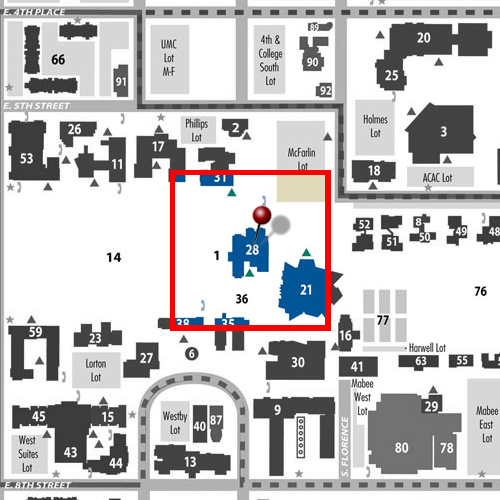 E. 4TH PLACE
66
91
UMC
Lot
M-F
4th &
College
South
Lot
89
90
92
20
25
E. 5TH STREET
Holmes
Lot
3
18
ACAC Lot
53
26
11
17
Phillips
Lot
2
McFarlin
Lot
31
14
1
28
36
21
38
35
52
8
51
50
49
48
76
77
Harwell Lot
59
23
Lorton
Lot
27
6
30
16
41
63
55
5
45
West
Suites
Lot
43
15
44
Westby
Lot
40
87
13
9
S. FLORENCE
Mabee
West
Lot
29
80
78
Mabee
East
Lot
E. 8TH STREET